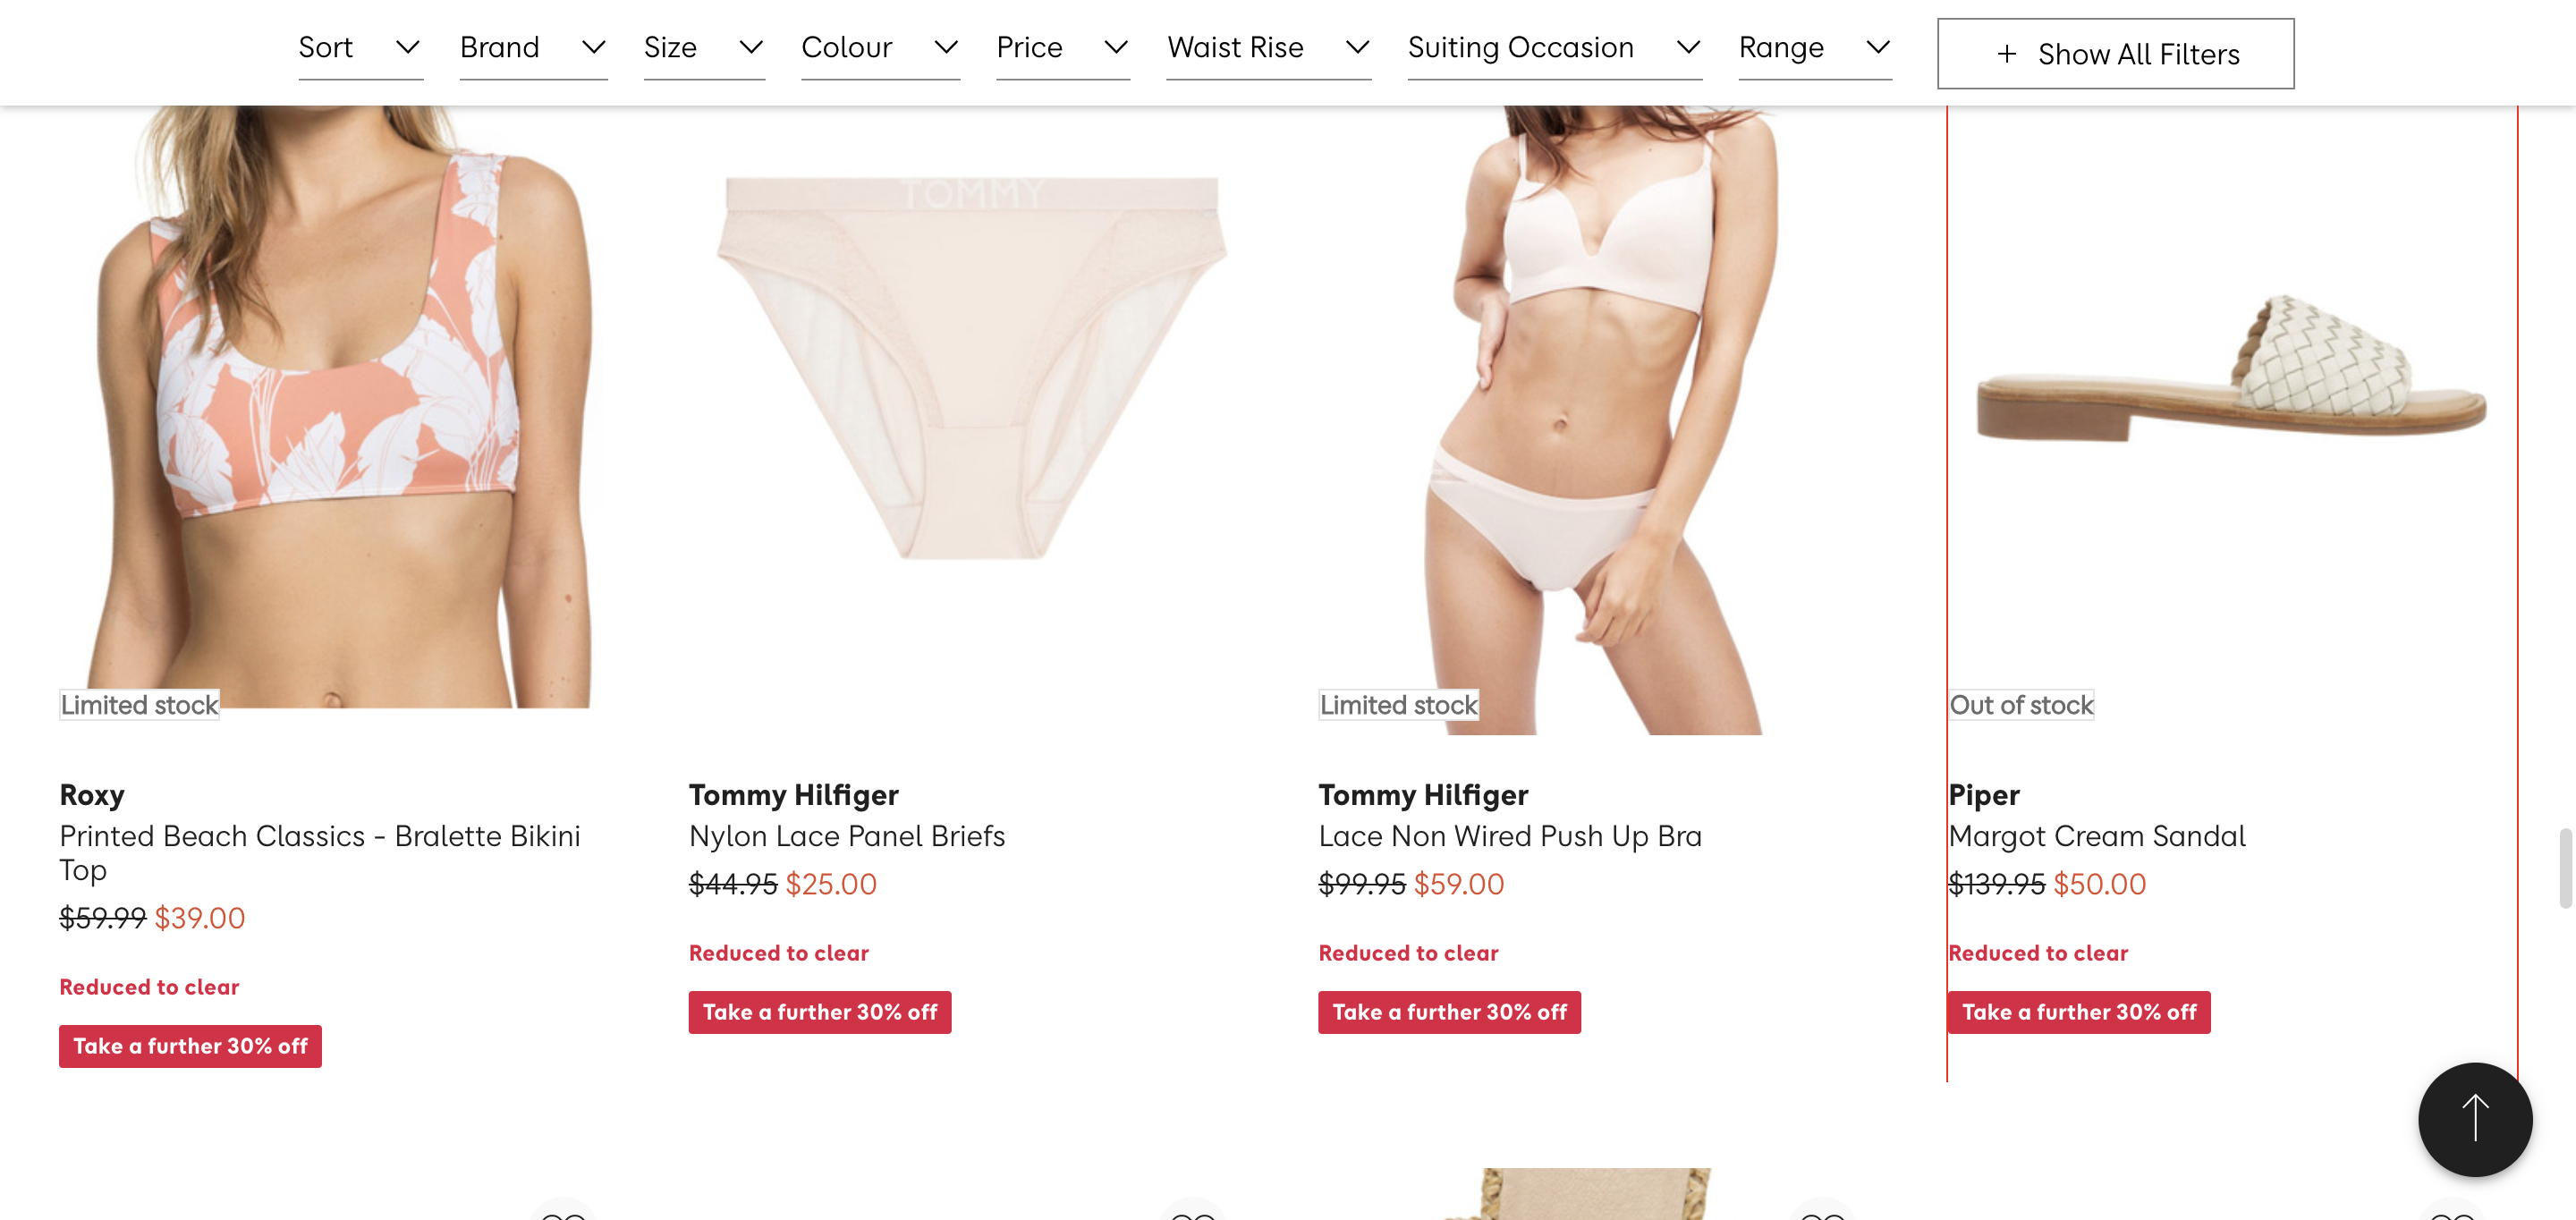 Sort
Brand
Size
Colour
Price
Waist Rise
Suiting Occasion
Range
+ Show All Filters
TOMMY
Limited stock
Limited stock
Out of stock
Roxy
Printed Beach Classics - Bralette Bikini
Top
$59.99 $39.00
Reduced to clear
Take a further 30% off
Tommy Hilfiger
Nylon Lace Panel Briefs
$44.95 $25.00
Reduced to clear
Take a further 30% off
Tommy Hilfiger
Lace Non Wired Push Up Bra
$99.95 $59.00
Reduced to clear
Take a further 30% off
Piper
Margot Cream Sandal
$139.95 $50.00
Reduced to clear
Take a further 30% off